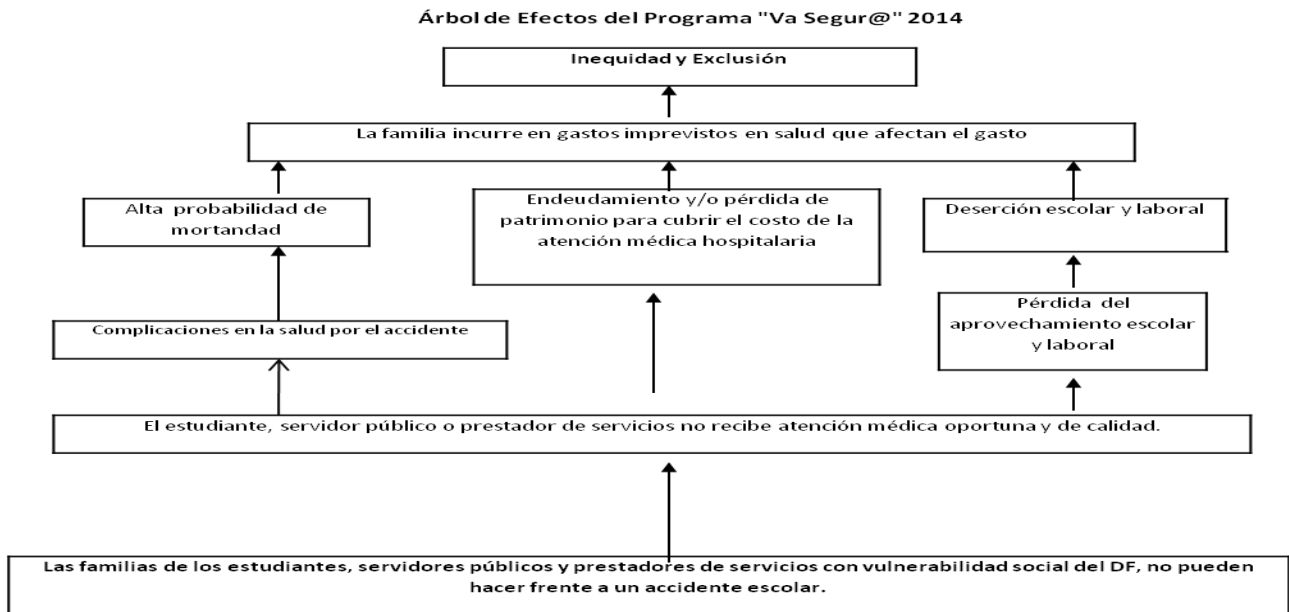 Árbol de Efectos del Programa "Va Segur@" 2014
Inequidad y Exclusión
La familia incurre en gastos imprevistos en salud que afectan el gasto
Alta probabilidad de
mortandad
Endeudamiento y/o pérdida de
patrimonio para cubrir el costo de la
atención médica hospitalaria
Deserción escolar y laboral
Complicaciones en la salud por el accidente
Pérdida del
aprovechamiento escolar
y laboral
El estudiante, servidor público o prestador de servicios no recibe atención médica oportuna y de calidad.
Las familias de los estudiantes, servidores públicos y prestadores de servicios con vulnerabilidad social del DF, no pueden
hacer frente a un accidente escolar.